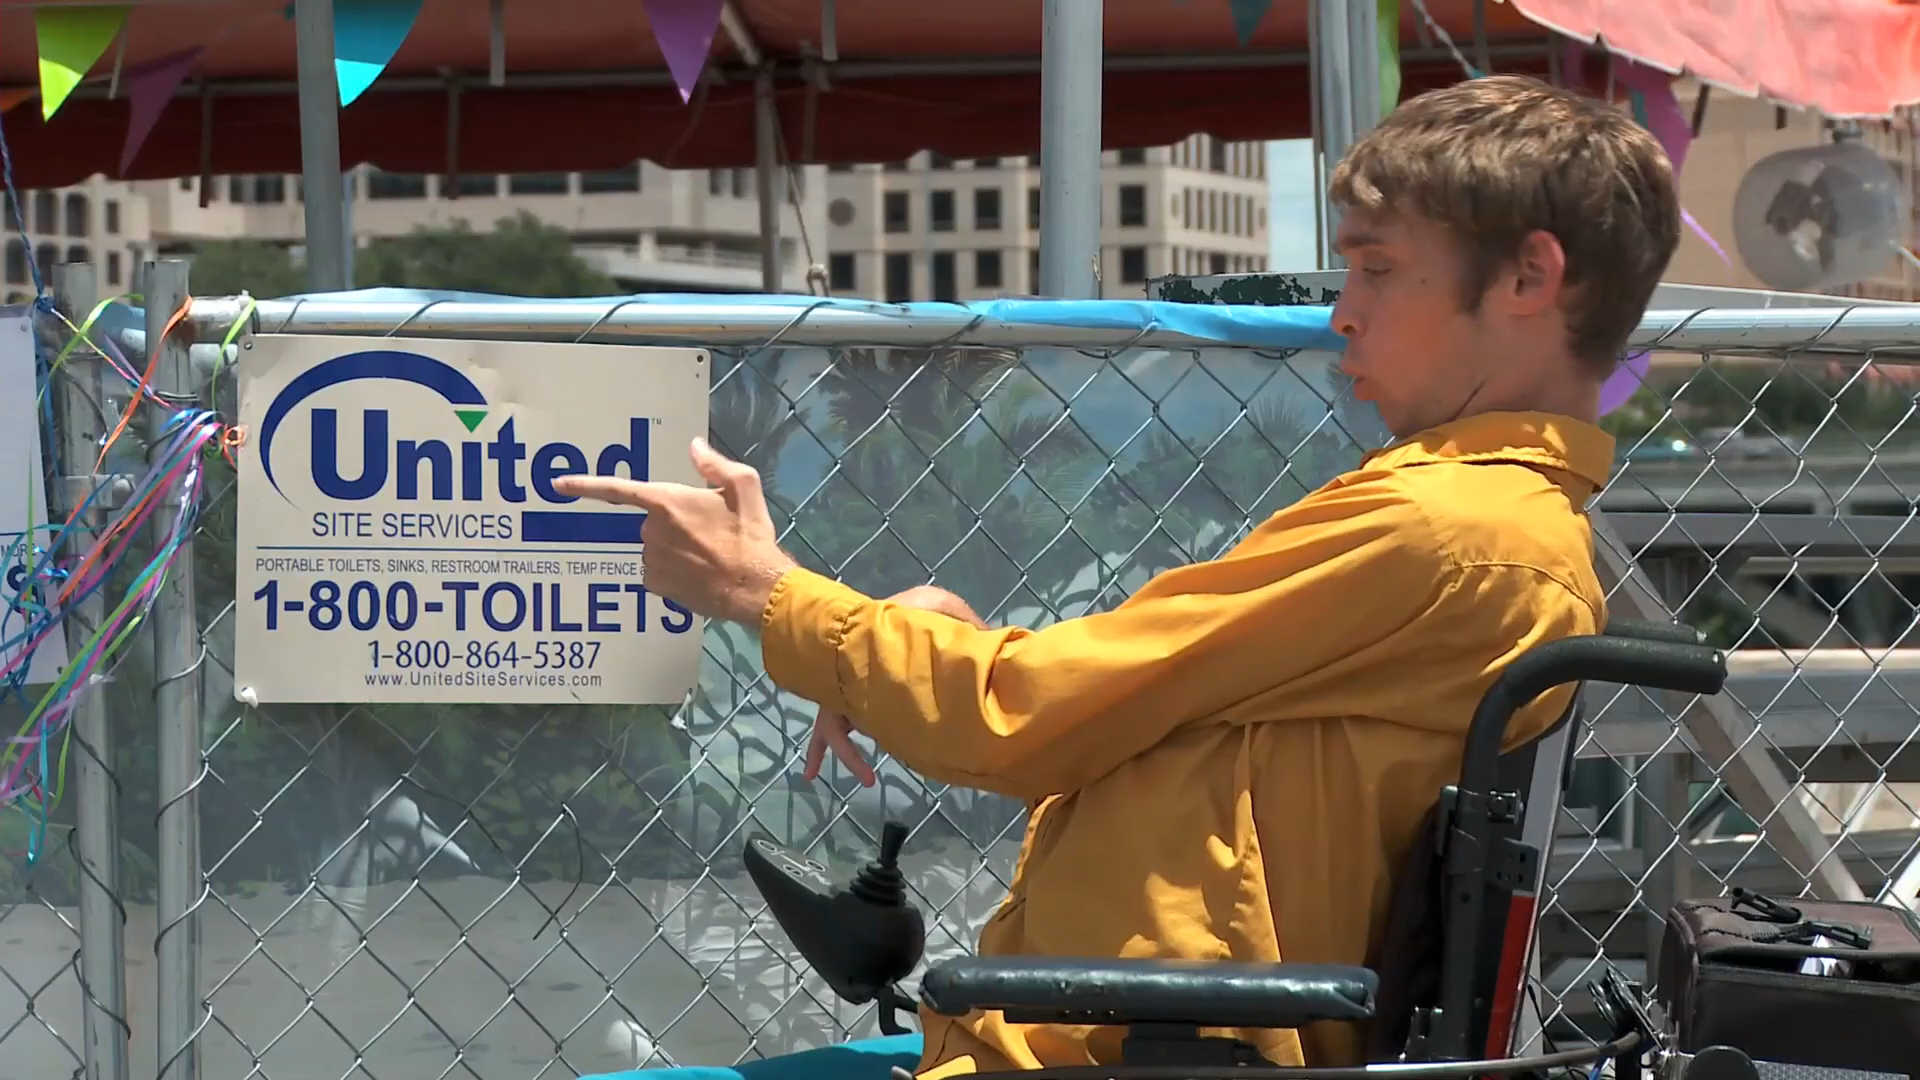 United™
SITE SERVICES
PORTABLE TOILETS, SINKS, RESTROOM TRAILERS, TEMP FENCE
1-800-TOILETS
1-800-864-5387
www.UnitedSiteServices.com